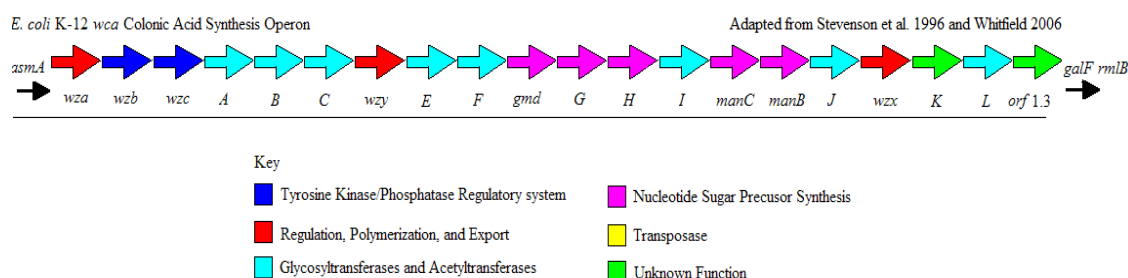 E. coli K-12 wca Colonic Acid Synthesis Operon
Adapted from Stevenson et al. 1996 and Whitfield 2006
asmA
galF rmlB
wza wzb wzc A B C wzy E F gmd G H I manC manB J wzx K L orf 1.3
Key
Tyrosine Kinase/Phosphatase Regulatory system
Nucleotide Sugar Precusor Synthesis
Regulation, Polymerization, and Export
Transposase
Glycosyltransferases and Acetyltransferases
Unknown Function